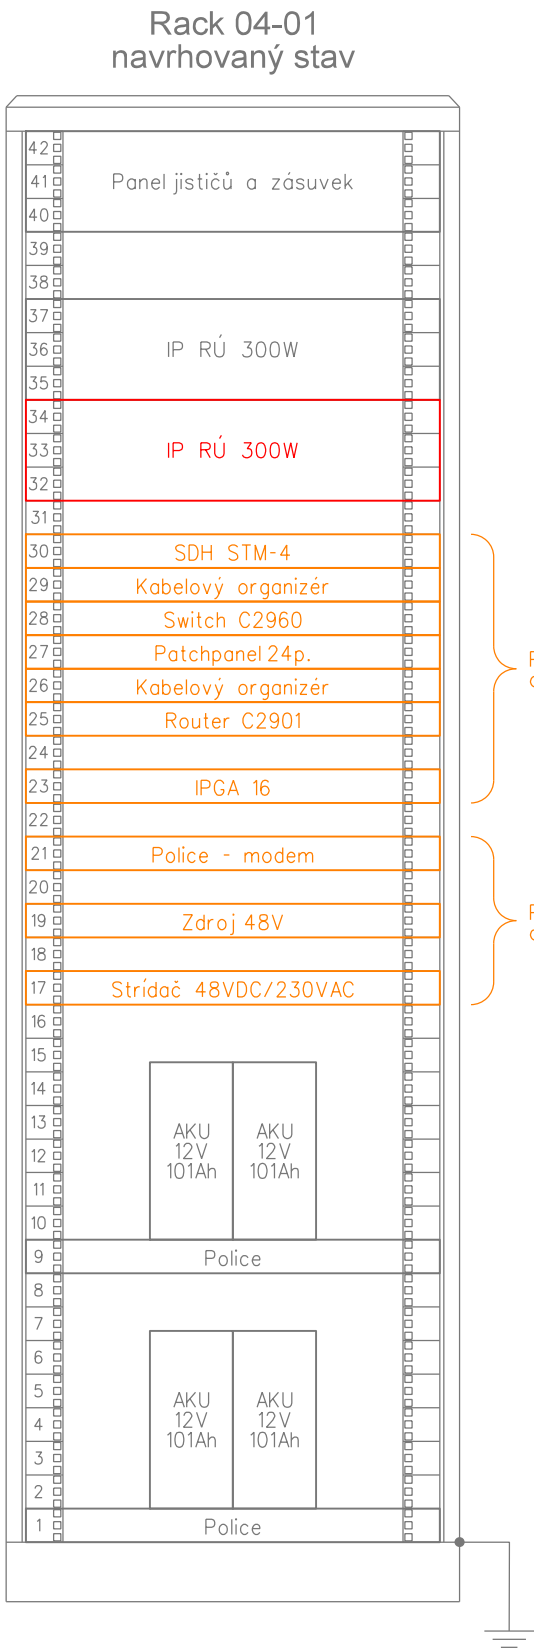 Rack 04-01
navrhovaný stav
42
41 Panel jističů a zásuvek
40
39
38
37
36 IP RÚ 300W
35
34
33 IP RÚ 300W
32
31
30 SDH STM-4
29 Kabelový organizér
28 Switch C2960
27 Patchpanel 24p.
26 Kabelový organizér
25 Router C2901
24
23 IPGA 16
22
21 Police - modem
20
19 Zdroj 48V
18
17 Strídač 48VDC/230VAC
16
15
14
13
12
11
10
AKU 12V 101Ah
AKU 12V 101Ah
9 Police
8
7
6
5
4
3
2
AKU 12V 101Ah
AKU 12V 101Ah
1 Police